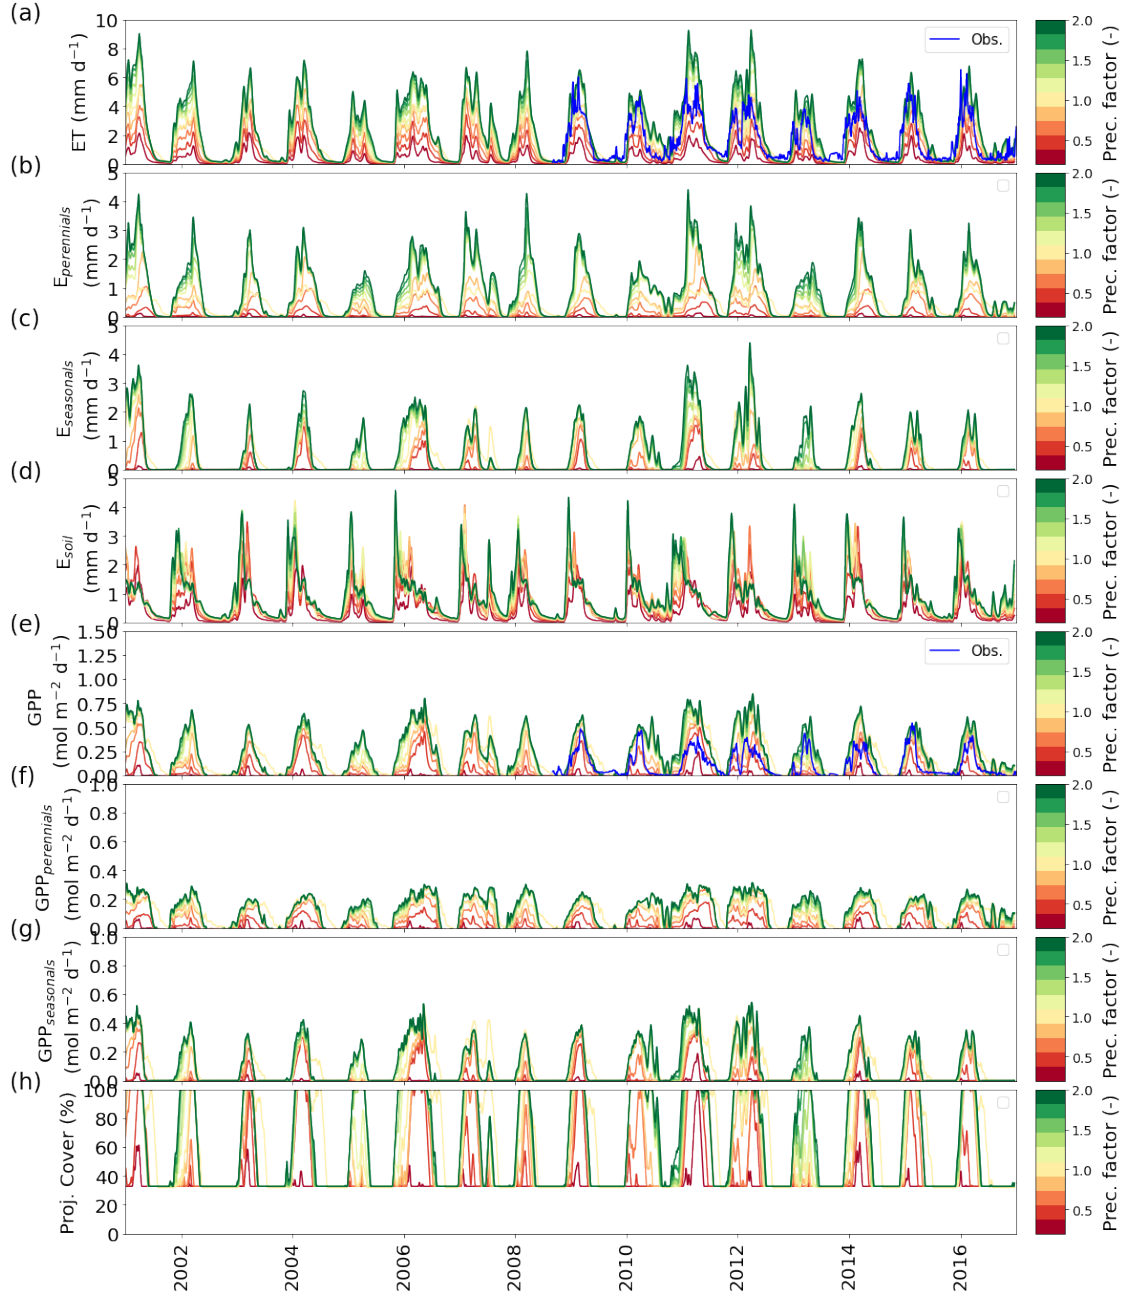 (a)
ET (mm d⁻¹)
10
8
6
4
2
0
Obs.
2.0
1.5
1.0
0.5
Prec. factor (-)
(b)
E_perennials
(mm d⁻¹)
5
4
3
2
1
0
2.0
1.5
1.0
0.5
Prec. factor (-)
(c)
E_seasonals
(mm d⁻¹)
5
4
3
2
1
0
2.0
1.5
1.0
0.5
Prec. factor (-)
(d)
E_soil
(mm d⁻¹)
5
4
3
2
1
0
2.0
1.5
1.0
0.5
Prec. factor (-)
(e)
GPP
(mol m⁻² d⁻¹)
1.50
1.25
1.00
0.75
0.50
0.25
0.00
Obs.
2.0
1.5
1.0
0.5
Prec. factor (-)
(f)
GPP_perennials
(mol m⁻² d⁻¹)
1.0
0.8
0.6
0.4
0.2
0.0
2.0
1.5
1.0
0.5
Prec. factor (-)
(g)
GPP_seasonals
(mol m⁻² d⁻¹)
1.0
0.8
0.6
0.4
0.2
0.0
2.0
1.5
1.0
0.5
Prec. factor (-)
(h)
Proj. Cover (%)
100
80
60
40
20
0
2.0
1.5
1.0
0.5
Prec. factor (-)
2002
2004
2006
2008
2010
2012
2014
2016